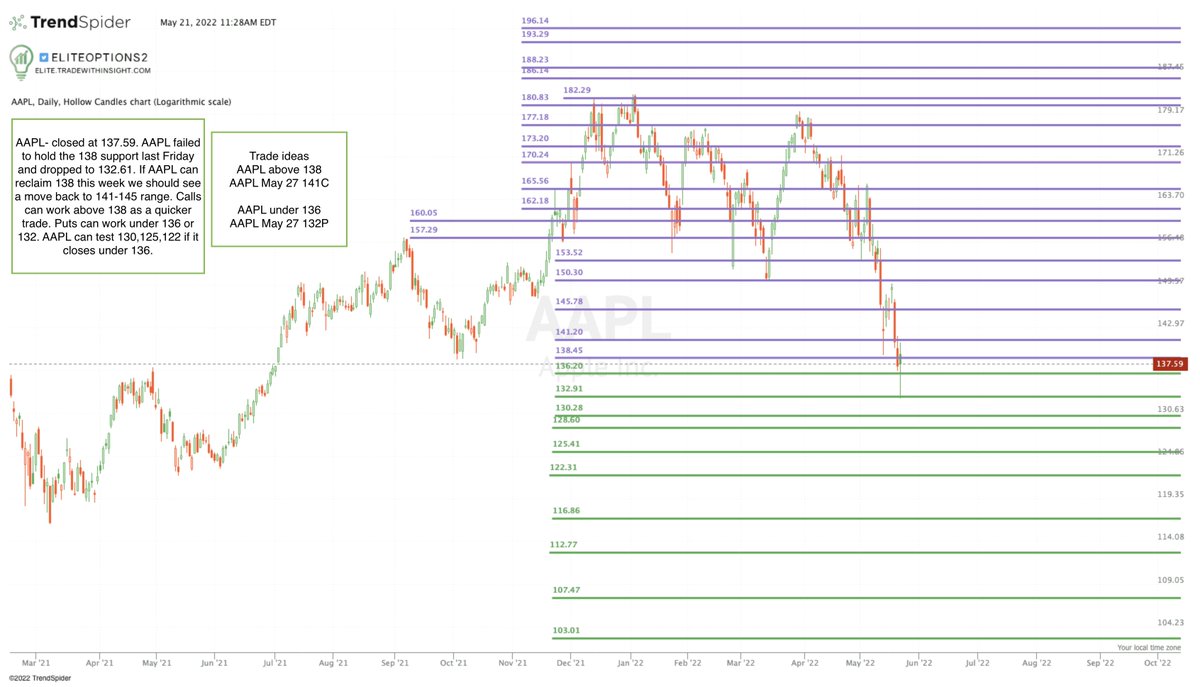 TrendSpider
May 21, 2022 11:28AM EDT
ELITEOPTIONS2
ELITE.TRADEWITHINSIGHT.COM
AAPL, Daily, Hollow Candles chart (Logarithmic scale)
AAPL- closed at 137.59. AAPL failed
to hold the 138 support last Friday
and dropped to 132.61. If AAPL can
reclaim 138 this week we should see
a move back to 141-145 range. Calls
can work above 138 as a quicker
trade. Puts can work under 136 or
132. AAPL can test 130,125,122 if it
closes under 136.
Trade ideas
AAPL above 138
AAPL May 27 141C
AAPL under 136
AAPL May 27 132P
196.14
193.29
188.23
186.14
182.29
180.83
177.18
173.20
170.24
165.56
162.18
160.05
157.29
153.52
150.30
145.78
141.20
138.45
136.20
132.91
130.28
128.60
125.41
122.31
116.86
112.77
107.47
103.01
AAPL
Apple Inc.
187.45
179.17
171.26
163.70
156.48
149.57
142.97
137.59
130.63
124.86
119.35
114.08
109.05
104.23
Your local time zone
Mar '21 Apr '21 May '21 Jun '21 Jul '21 Aug '21 Sep '21 Oct '21 Nov '21 Dec '21 Jan '22 Feb '22 Mar '22 Apr '22 May '22 Jun '22 Jul '22 Aug '22 Sep '22 Oct '22
©2022 TrendSpider